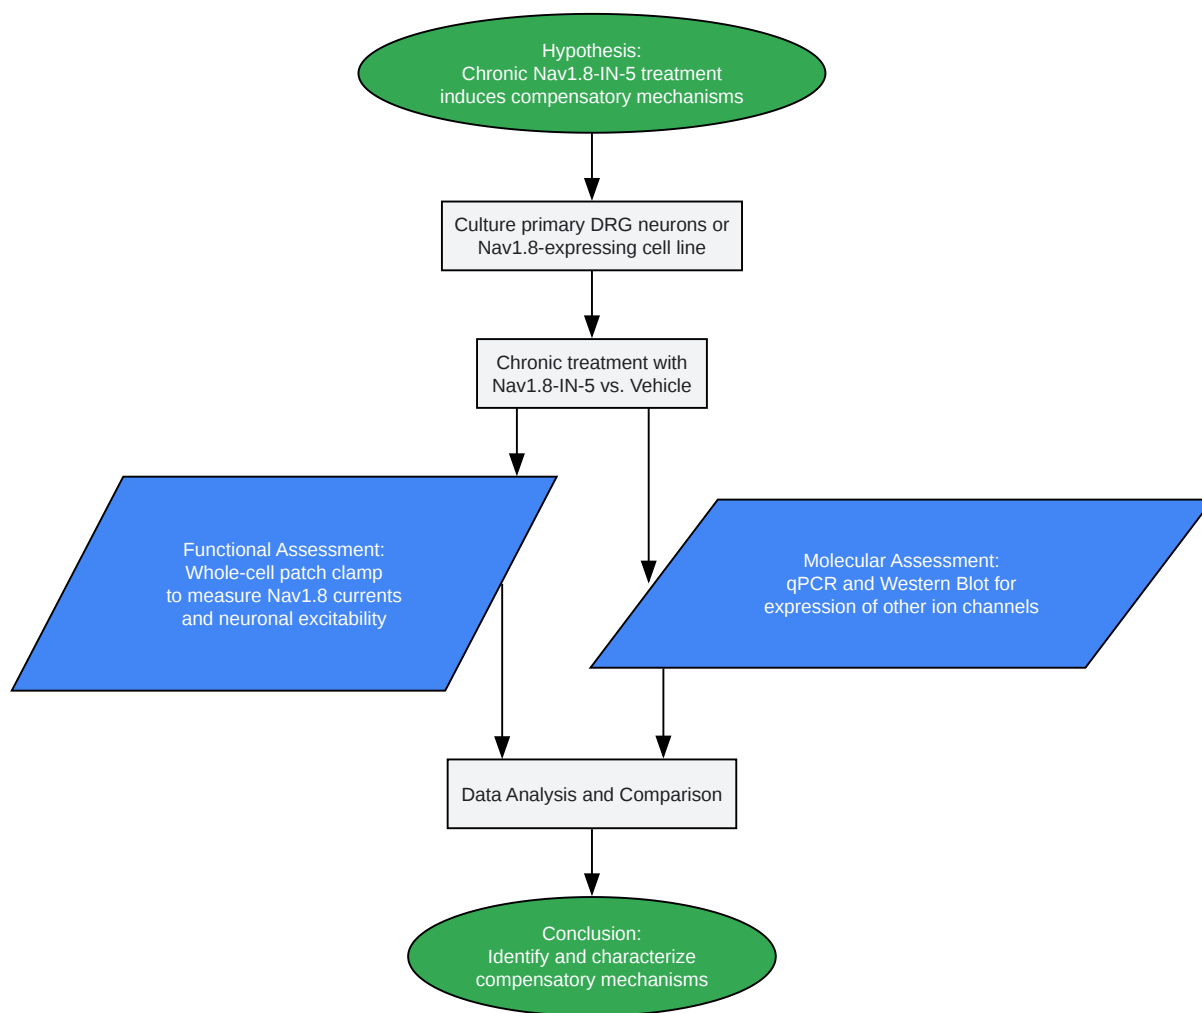 Hypothesis:
Chronic Nav1.8-IN-5 treatment
induces compensatory mechanisms
Culture primary DRG neurons or
Nav1.8-expressing cell line
Chronic treatment with
Nav1.8-IN-5 vs. Vehicle
Functional Assessment:
Whole-cell patch clamp
to measure Nav1.8 currents
and neuronal excitability
Molecular Assessment:
qPCR and Western Blot for
expression of other ion channels
Data Analysis and Comparison
Conclusion:
Identify and characterize
compensatory mechanisms